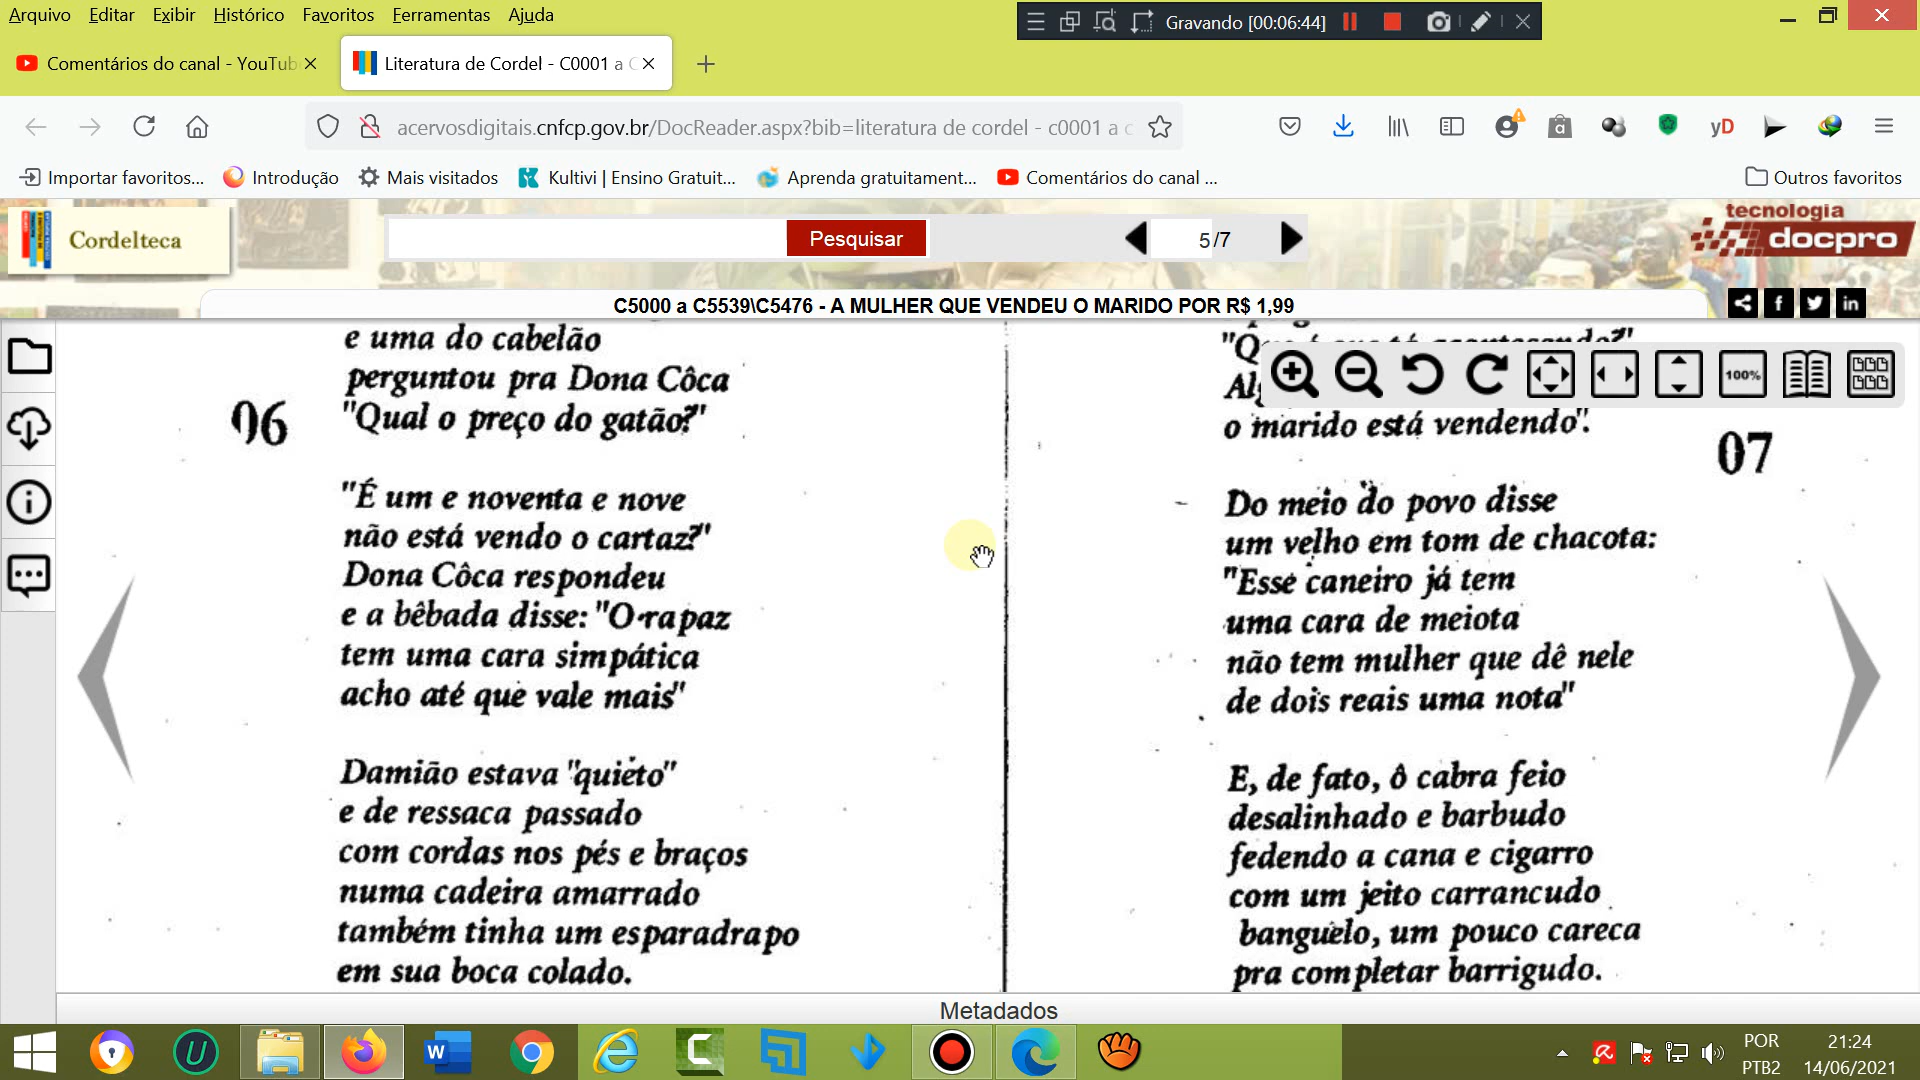 Arquivo Editar Exibir Histórico Favoritos Ferramentas Ajuda
Gravando [00:06:44]
Comentários do canal - YouTub
Literatura de Cordel - C0001 a C
acervosdigitais.cnfcp.gov.br/DocReader.aspx?bib=literatura de cordel - c0001 a c
Importar favoritos... Introdução Mais visitados Kultivi | Ensino Gratuit... Aprenda gratuitament... Comentários do canal ... Outros favoritos
Cordelteca
Pesquisar
5/7
tecnologia
docpro
C5000 a C5539\C5476 - A MULHER QUE VENDEU O MARIDO POR R$ 1,99
e uma do cabelão
perguntou pra Dona Côca
"Qual o preço do gatão?"
06
"É um e noventa e nove
não está vendo o cartaz?"
Dona Côca respondeu
e a bêbada disse: "O rapaz
tem uma cara simpática
acho até que vale mais"
Damião estava "quieto"
e de ressaca passado
com cordas nos pés e braços
numa cadeira amarrado
também tinha um esparadrapo
em sua boca colado.
o marido está vendendo".
07
100%
Do meio do povo disse
um velho em tom de chacota:
"Esse caneiro já tem
uma cara de meiota
não tem mulher que dê nele
de dois reais uma nota"
E, de fato, ô cabra feio
desalinhado e barbudo
fedendo a cana e cigarro
com um jeito carrancudo
banguelo, um pouco careca
pra completar barrigudo.
Metadados
POR
PTB2
21:24
14/06/2021